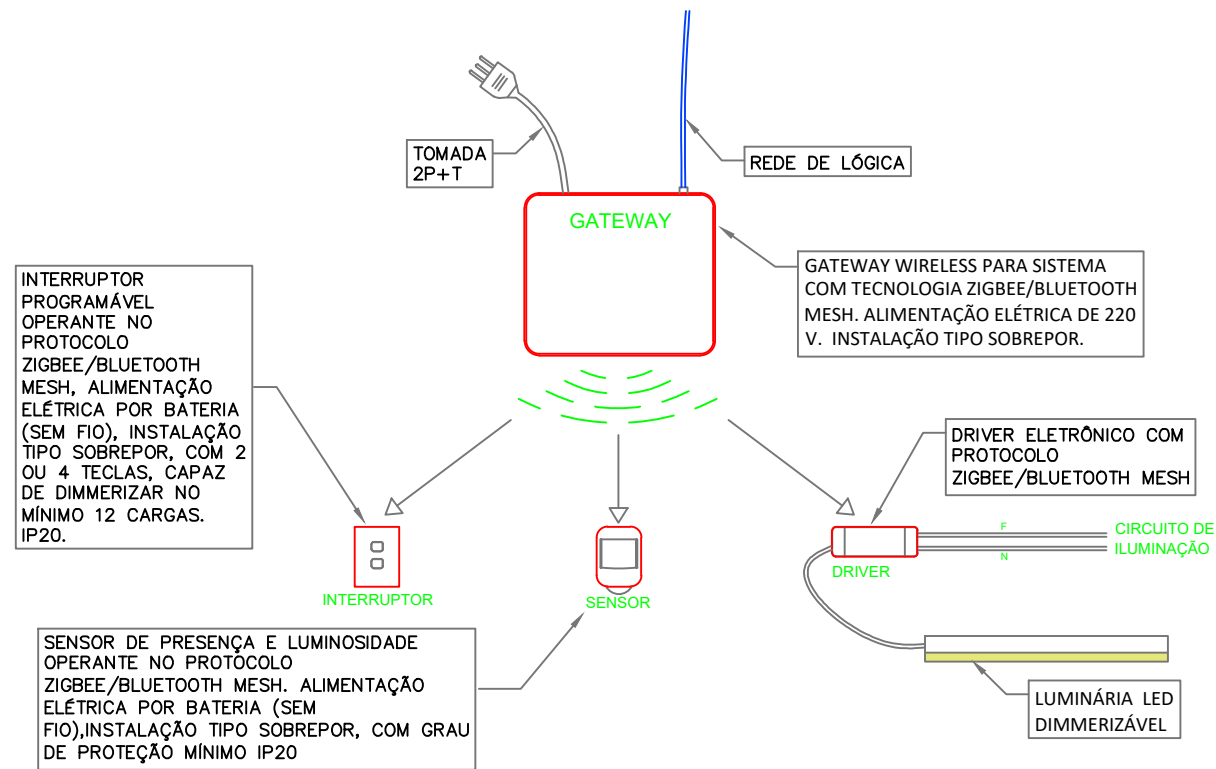 TOMADA
2P+T
REDE DE LÓGICA
GATEWAY
GATEWAY WIRELESS PARA SISTEMA
COM TECNOLOGIA ZIGBEE/BLUETOOTH
MESH. ALIMENTAÇÃO ELÉTRICA DE 220
V. INSTALAÇÃO TIPO SOBREPOR.
INTERRUPTOR
PROGRAMÁVEL
OPERANTE NO
PROTOCOLO
ZIGBEE/BLUETOOTH
MESH, ALIMENTAÇÃO
ELÉTRICA POR BATERIA
(SEM FIO), INSTALAÇÃO
TIPO SOBREPOR, COM 2
OU 4 TECLAS, CAPAZ
DE DIMMERIZAR NO
MÍNIMO 12 CARGAS.
IP20.
DRIVER ELETRÔNICO COM
PROTOCOLO
ZIGBEE/BLUETOOTH MESH
F
N
CIRCUITO DE
ILUMINAÇÃO
DRIVER
INTERRUPTOR
SENSOR
SENSOR DE PRESENÇA E LUMINOSIDADE
OPERANTE NO PROTOCOLO
ZIGBEE/BLUETOOTH MESH. ALIMENTAÇÃO
ELÉTRICA POR BATERIA (SEM
FIO),INSTALAÇÃO TIPO SOBREPOR, COM GRAU
DE PROTEÇÃO MÍNIMO IP20
LUMINÁRIA LED
DIMMERIZÁVEL